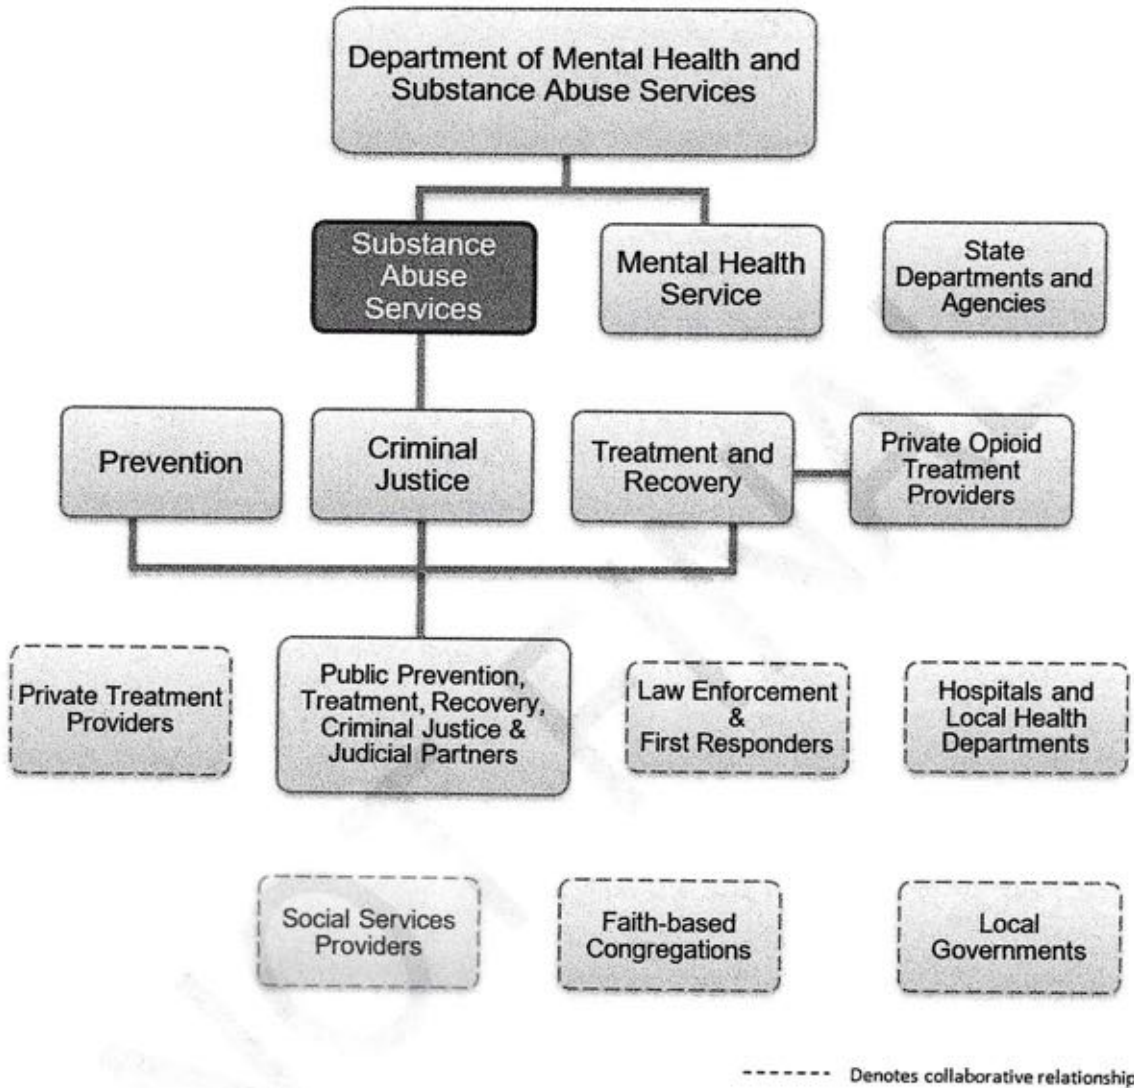 Department of Mental Health and
Substance Abuse Services
Substance
Abuse
Services
Mental Health
Service
State
Departments and
Agencies
Prevention
Criminal
Justice
Treatment and
Recovery
Private Opioid
Treatment
Providers
Private Treatment
Providers
Public Prevention,
Treatment, Recovery,
Criminal Justice &
Judicial Partners
Law Enforcement
&
First Responders
Hospitals and
Local Health
Departments
Social Services
Providers
Faith-based
Congregations
Local
Governments
------- Denotes collaborative relationship